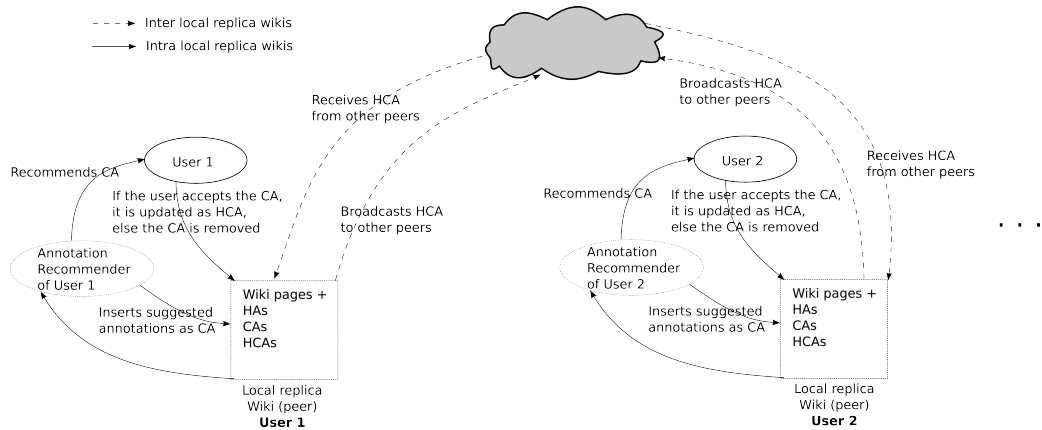 Inter local replica wikis
Intra local replica wikis
Receives HCA
from other peers
Broadcasts HCA
to other peers
Broadcasts HCA
to other peers
Receives HCA
from other peers
User 1
Recommends CA
If the user accepts the CA,
it is updated as HCA,
else the CA is removed
Annotation
Recommender
of User 1
Inserts suggested
annotations as CA
Wiki pages +
HAs
CAs
HCAs
Local replica
Wiki (peer)
User 1
User 2
Recommends CA
If the user accepts the CA,
it is updated as HCA,
else the CA is removed
Annotation
Recommender
of User 2
Inserts suggested
annotations as CA
Wiki pages +
HAs
CAs
HCAs
Local replica
Wiki (peer)
User 2
. . .